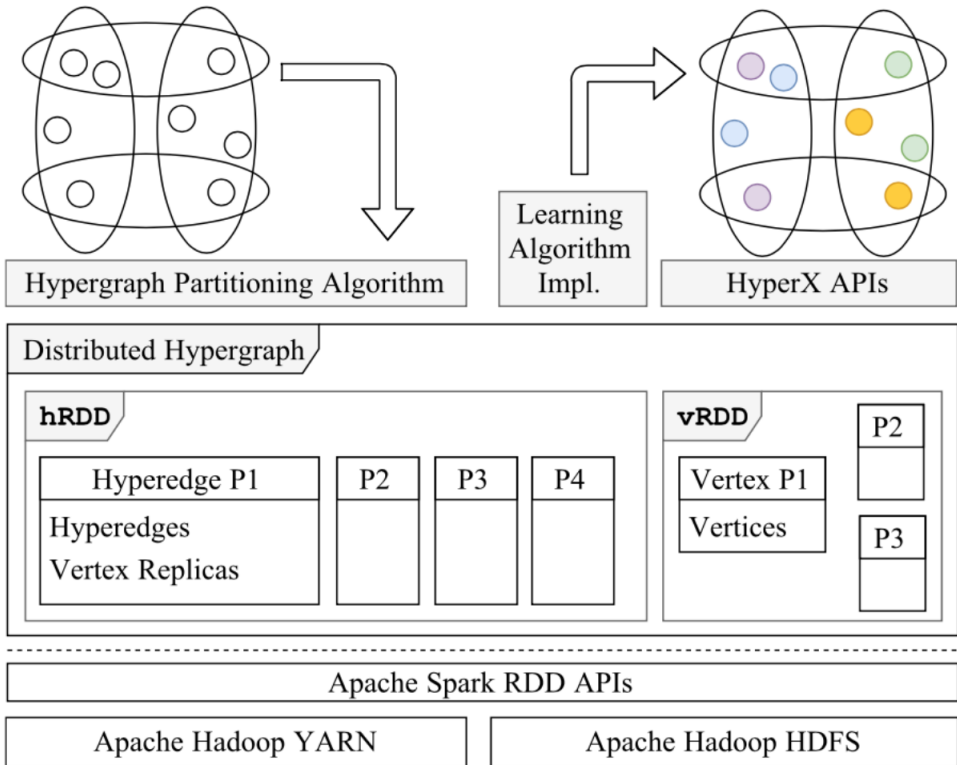 Hypergraph Partitioning Algorithm
Learning
Algorithm
Impl.
HyperX APIs
Distributed Hypergraph
hRDD
Hyperedge P1
Hyperedges
Vertex Replicas
P2
P3
P4
vRDD
Vertex P1
Vertices
P2
P3
Apache Spark RDD APIs
Apache Hadoop YARN
Apache Hadoop HDFS